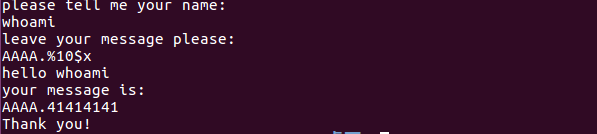 please tell me your name:
whoami
leave your message please:
AAAA.%10$x
hello whoami
your message is:
AAAA.41414141
Thank you!